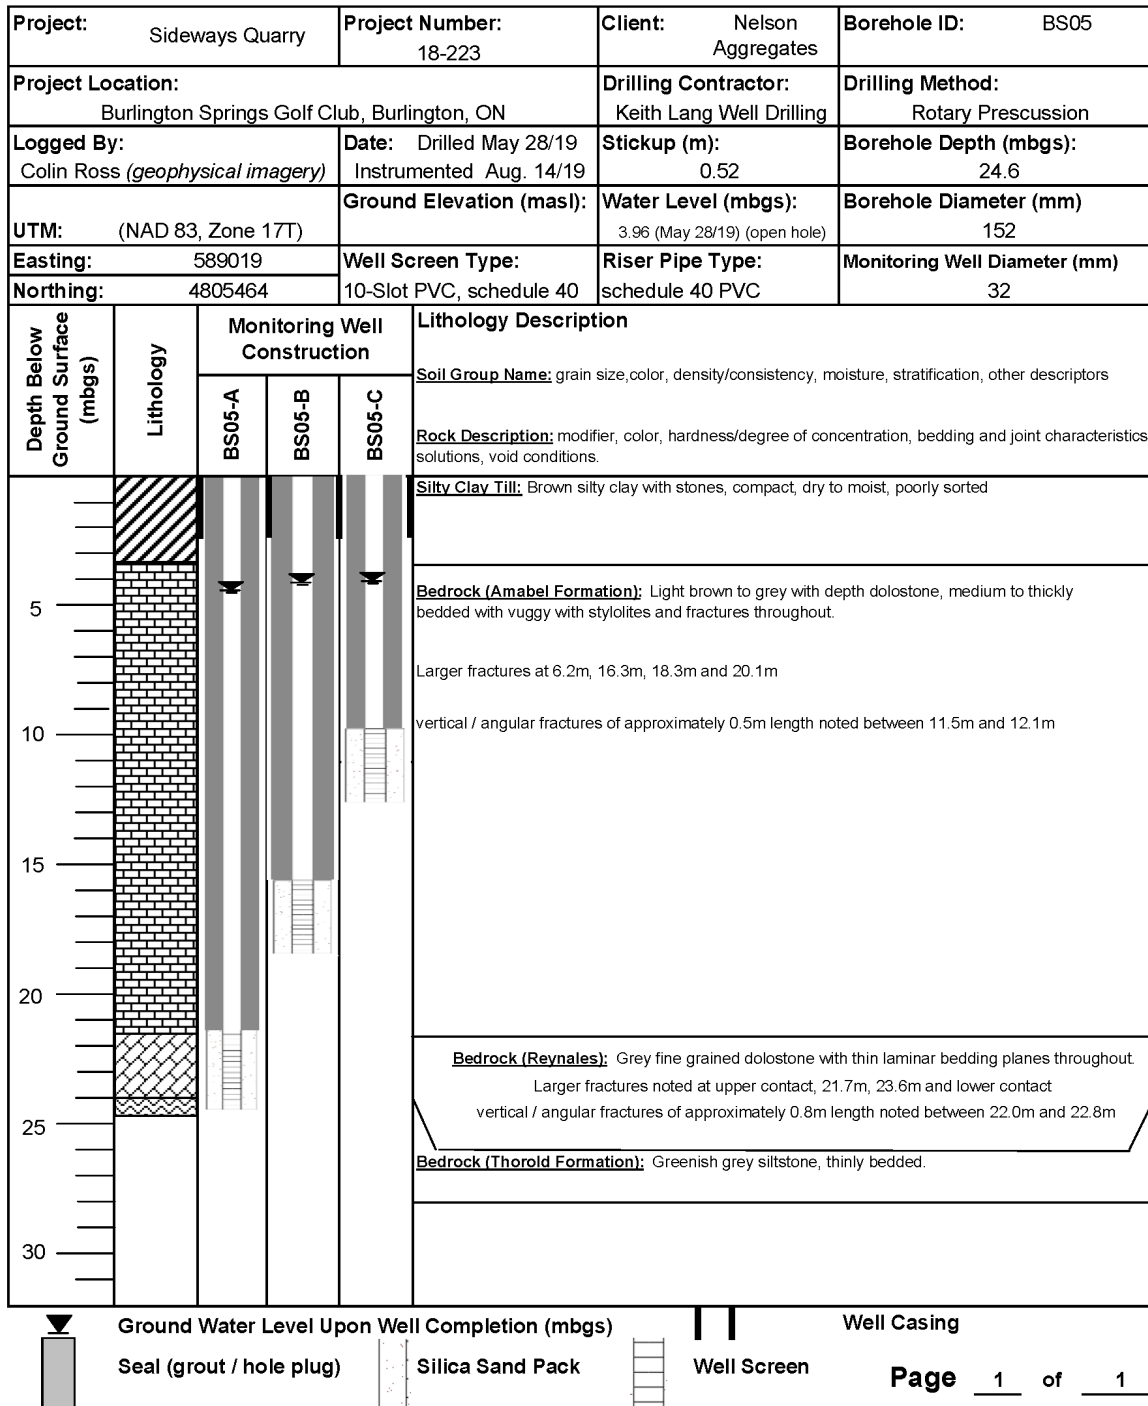 Project: Sideways Quarry
Project Number: 18-223
Client: Nelson Aggregates
Borehole ID: BS05
Project Location:
Burlington Springs Golf Club, Burlington, ON
Drilling Contractor:
Keith Lang Well Drilling
Drilling Method:
Rotary Prescussion
Logged By:
Colin Ross (geophysical imagery)
Date: Drilled May 28/19
Instrumented Aug. 14/19
Stickup (m):
0.52
Borehole Depth (mbgs):
24.6
UTM: (NAD 83, Zone 17T)
Ground Elevation (masl):
Water Level (mbgs):
3.96 (May 28/19) (open hole)
Borehole Diameter (mm)
152
Easting: 589019
Northing: 4805464
Well Screen Type:
10-Slot PVC, schedule 40
Riser Pipe Type:
schedule 40 PVC
Monitoring Well Diameter (mm)
32
Depth Below
Ground Surface
(mbgs)
Lithology
Monitoring Well
Construction
BS05-A
BS05-B
BS05-C
Lithology Description
Soil Group Name: grain size,color, density/consistency, moisture, stratification, other descriptors
Rock Description: modifier, color, hardness/degree of concentration, bedding and joint characteristics
solutions, void conditions.
Silty Clay Till: Brown silty clay with stones, compact, dry to moist, poorly sorted
Bedrock (Amabel Formation): Light brown to grey with depth dolostone, medium to thickly
bedded with vuggy with stylolites and fractures throughout.
Larger fractures at 6.2m, 16.3m, 18.3m and 20.1m
vertical / angular fractures of approximately 0.5m length noted between 11.5m and 12.1m
5
10
15
20
25
30
Bedrock (Reynales): Grey fine grained dolostone with thin laminar bedding planes throughout.
Larger fractures noted at upper contact, 21.7m, 23.6m and lower contact
vertical / angular fractures of approximately 0.8m length noted between 22.0m and 22.8m
Bedrock (Thorold Formation): Greenish grey siltstone, thinly bedded.
Ground Water Level Upon Well Completion (mbgs)
Well Casing
Seal (grout / hole plug)
Silica Sand Pack
Well Screen
Page 1 of 1